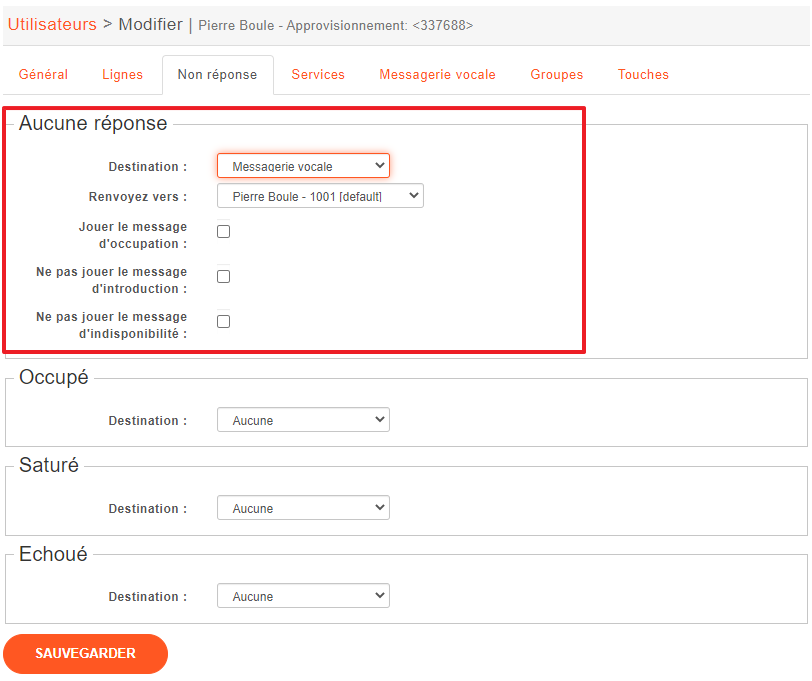 Utilisateurs > Modifier | Pierre Boule - Approvisionnement: <337688>
Général Lignes Non réponse Services Messagerie vocale Groupes Touches
Aucune réponse
Destination : Messagerie vocale
Renvoyez vers : Pierre Boule - 1001 [default]
Jouer le message
d'occupation :
Ne pas jouer le message
d'introduction :
Ne pas jouer le message
d'indisponibilité :
Occupé
Destination : Aucune
Saturé
Destination : Aucune
Echoué
Destination : Aucune
SAUVEGARDER